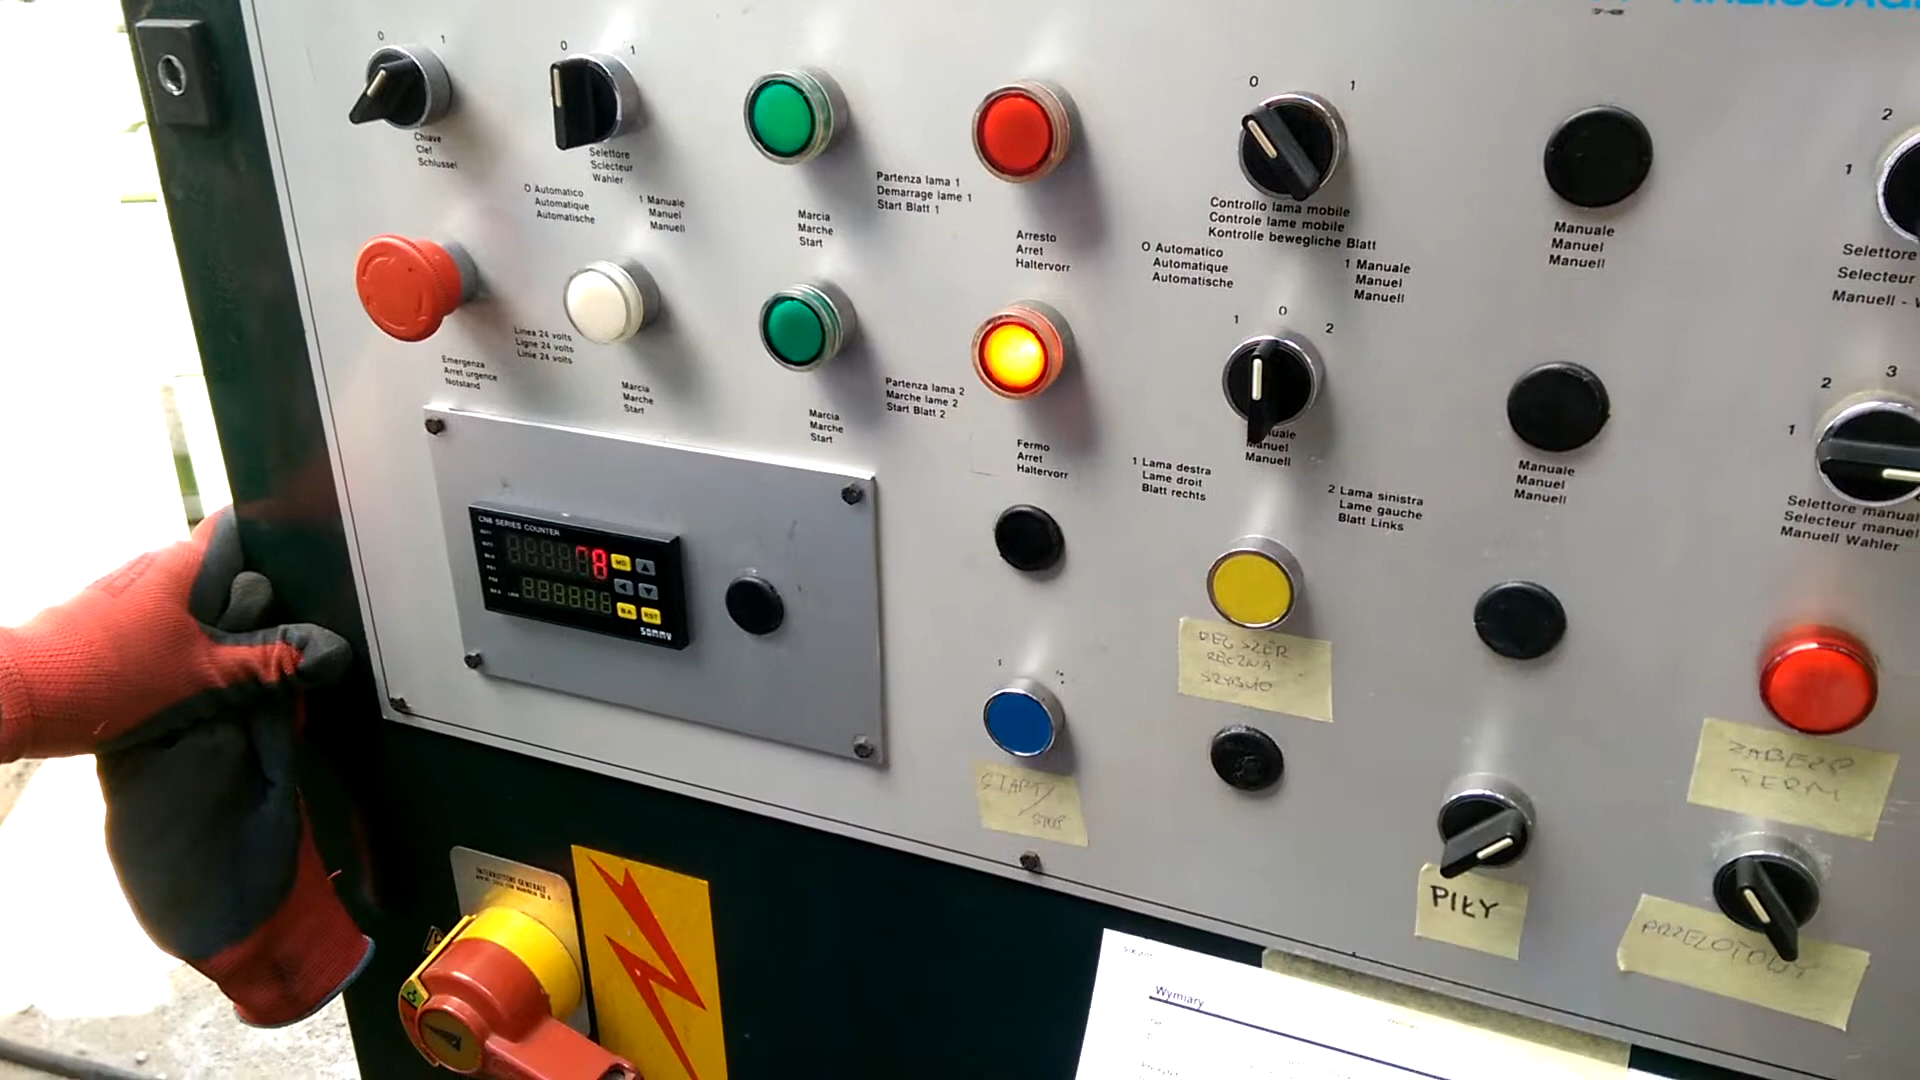 0 1
0 1
0 1
2
1
Chiave
Clef
Schlussel
Selettore
Selecteur
Wahler
O Automatico
Automatique
Automatische
1 Manuale
Manuel
Manuell
Marcia
Marche
Start
Partenza lama 1
Demarrage lame 1
Start Blatt 1
Arresto
Arret
Haltervorr
Controllo lama mobile
Controle lame mobile
Kontrolle bewegliche Blatt
O Automatico
Automatique
Automatische
1 Manuale
Manuel
Manuell
Manuale
Manuel
Manuell
Selettore
Selecteur
Manuell -
Emergenza
Arret urgence
Notstand
Linea 24 volts
Ligne 24 volts
Linie 24 volts
Marcia
Marche
Start
Marcia
Marche
Start
Partenza lama 2
Marche lame 2
Start Blatt 2
Fermo
Arret
Haltervorr
1 0 2
Manuel
Manuell
1 Lama destra
Lame droit
Blatt rechts
2 Lama sinistra
Lame gauche
Blatt Links
Manuale
Manuel
Manuell
1 2 3
Selettore manual
Selecteur manuel
Manuell Wahler
CN6 SERIES COUNTER
MD
BA RST
REG SZER
RĘCZNA
SZYBKO
START/
STOP
ZABEZP
TERM
PIŁY
PRZELOTOWY
INTERRUTTORE GENERALE
Wymiary